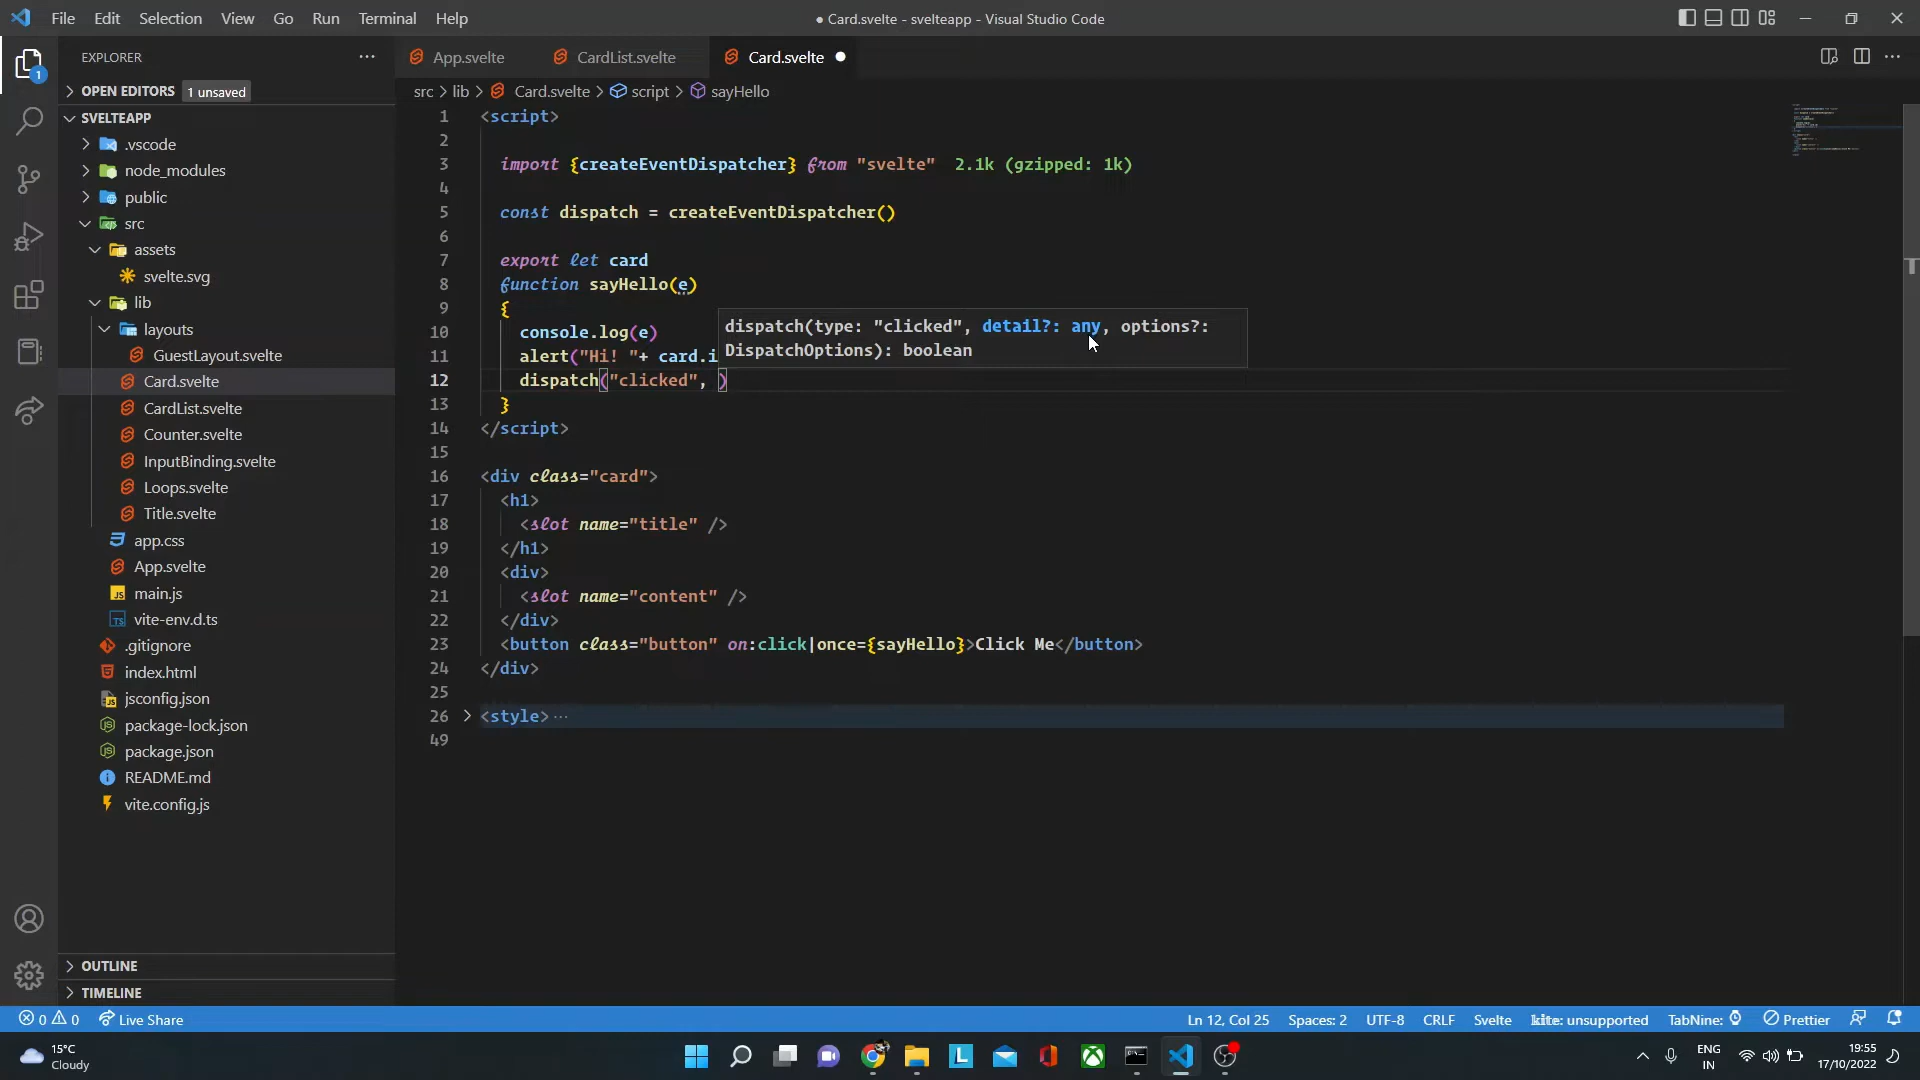 File Edit Selection View Go Run Terminal Help
● Card.svelte - svelteapp - Visual Studio Code
EXPLORER
OPEN EDITORS 1 unsaved
SVELTEAPP
.vscode
node_modules
public
src
assets
svelte.svg
lib
layouts
GuestLayout.svelte
Card.svelte
CardList.svelte
Counter.svelte
InputBinding.svelte
Loops.svelte
Title.svelte
app.css
App.svelte
main.js
vite-env.d.ts
.gitignore
index.html
jsconfig.json
package-lock.json
package.json
README.md
vite.config.js
OUTLINE
TIMELINE
App.svelte CardList.svelte Card.svelte
src > lib > Card.svelte > script > sayHello
1 <script>
2
3 import {createEventDispatcher} from "svelte" 2.1k (gzipped: 1k)
4
5 const dispatch = createEventDispatcher()
6
7 export let card
8 function sayHello(e)
9 {
10 console.log(e)
11 alert("Hi! "+ card.i
12 dispatch("clicked", )
13 }
14 </script>
15
16 <div class="card">
17 <h1>
18 <slot name="title" />
19 </h1>
20 <div>
21 <slot name="content" />
22 </div>
23 <button class="button" on:click|once={sayHello}>Click Me</button>
24 </div>
25
26 <style> ···
49
dispatch(type: "clicked", detail?: any, options?:
DispatchOptions): boolean
0 0 Live Share
Ln 12, Col 25 Spaces: 2 UTF-8 CRLF Svelte kite: unsupported TabNine: Prettier
15°C
Cloudy
ENG
IN
19:55
17/10/2022